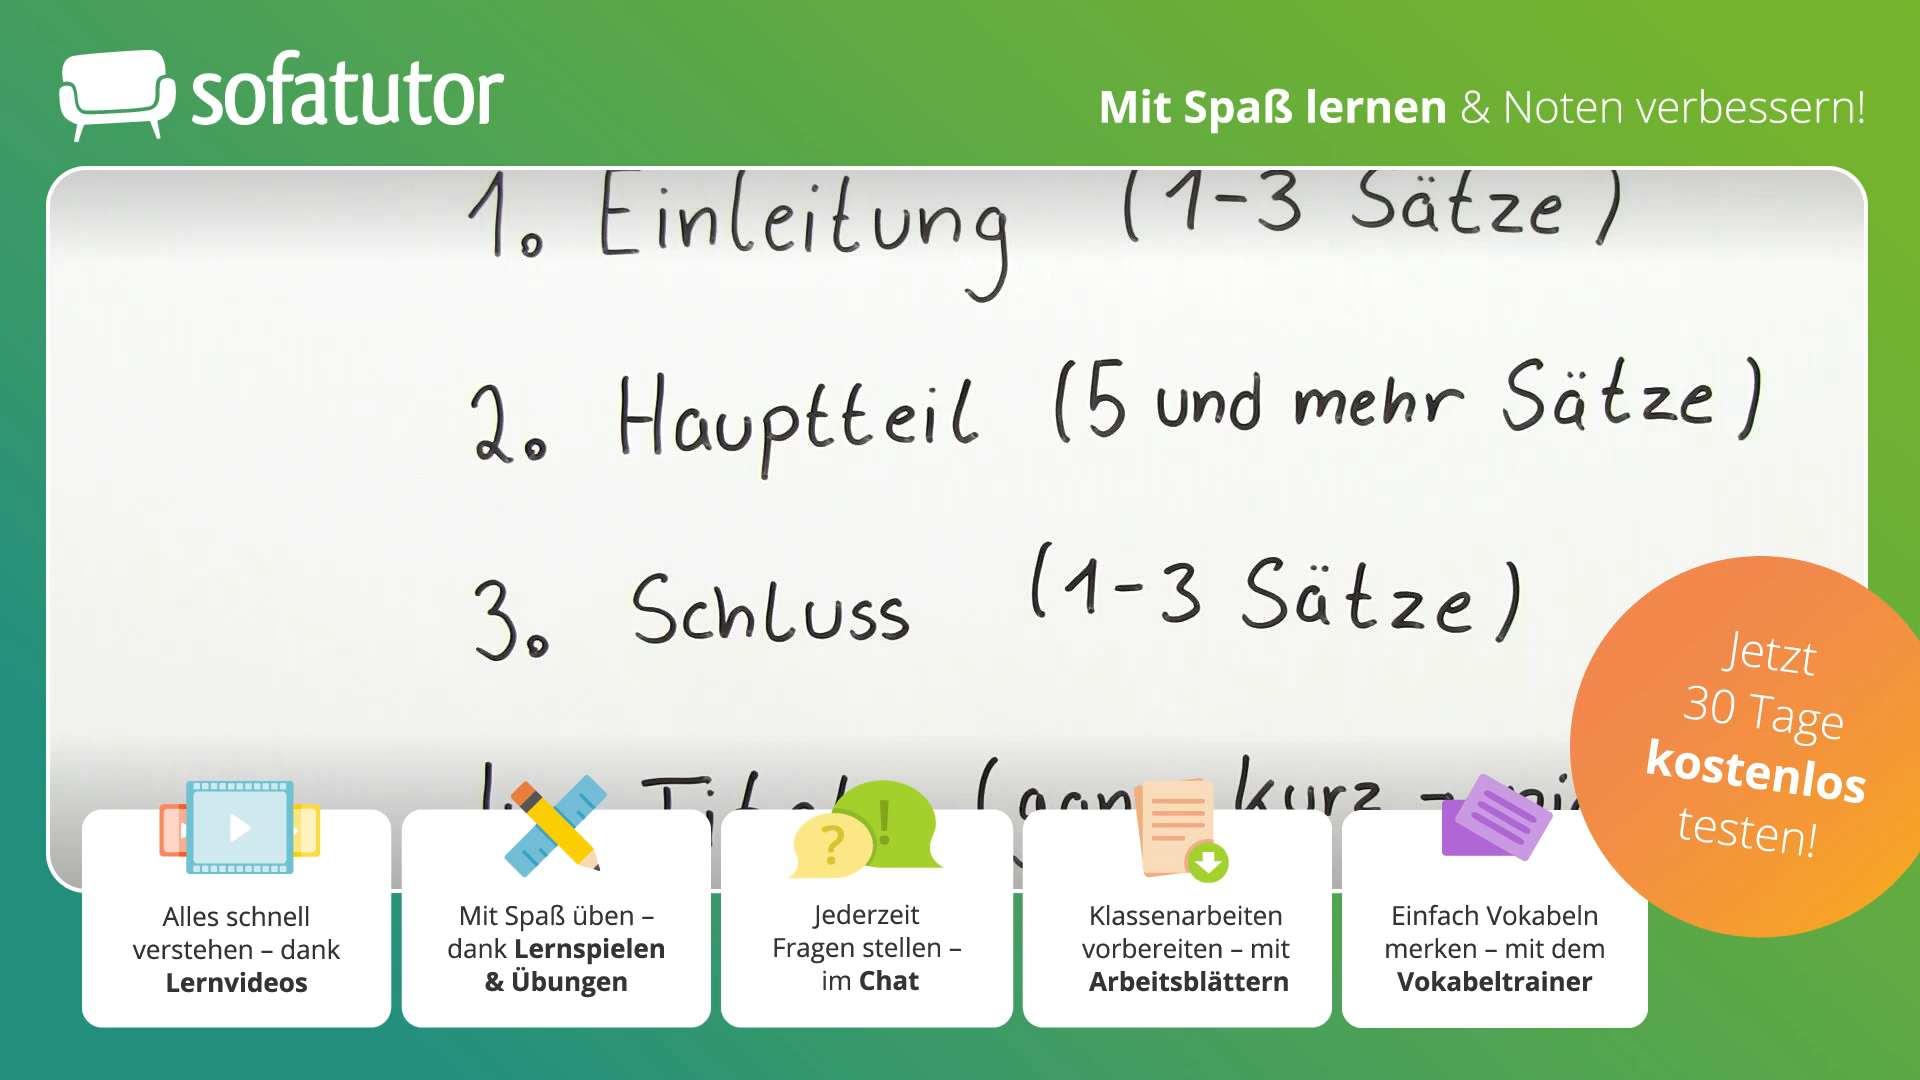 sofatutor
Mit Spaß lernen & Noten verbessern!
1. Einleitung (1-3 Sätze)
2. Hauptteil (5 und mehr Sätze)
3. Schluss (1-3 Sätze)
kurz -
Jetzt
30 Tage
kostenlos
testen!
Alles schnell
verstehen – dank
Lernvideos
Mit Spaß üben –
dank Lernspielen
& Übungen
? !
Jederzeit
Fragen stellen –
im Chat
Klassenarbeiten
vorbereiten – mit
Arbeitsblättern
Einfach Vokabeln
merken – mit dem
Vokabeltrainer